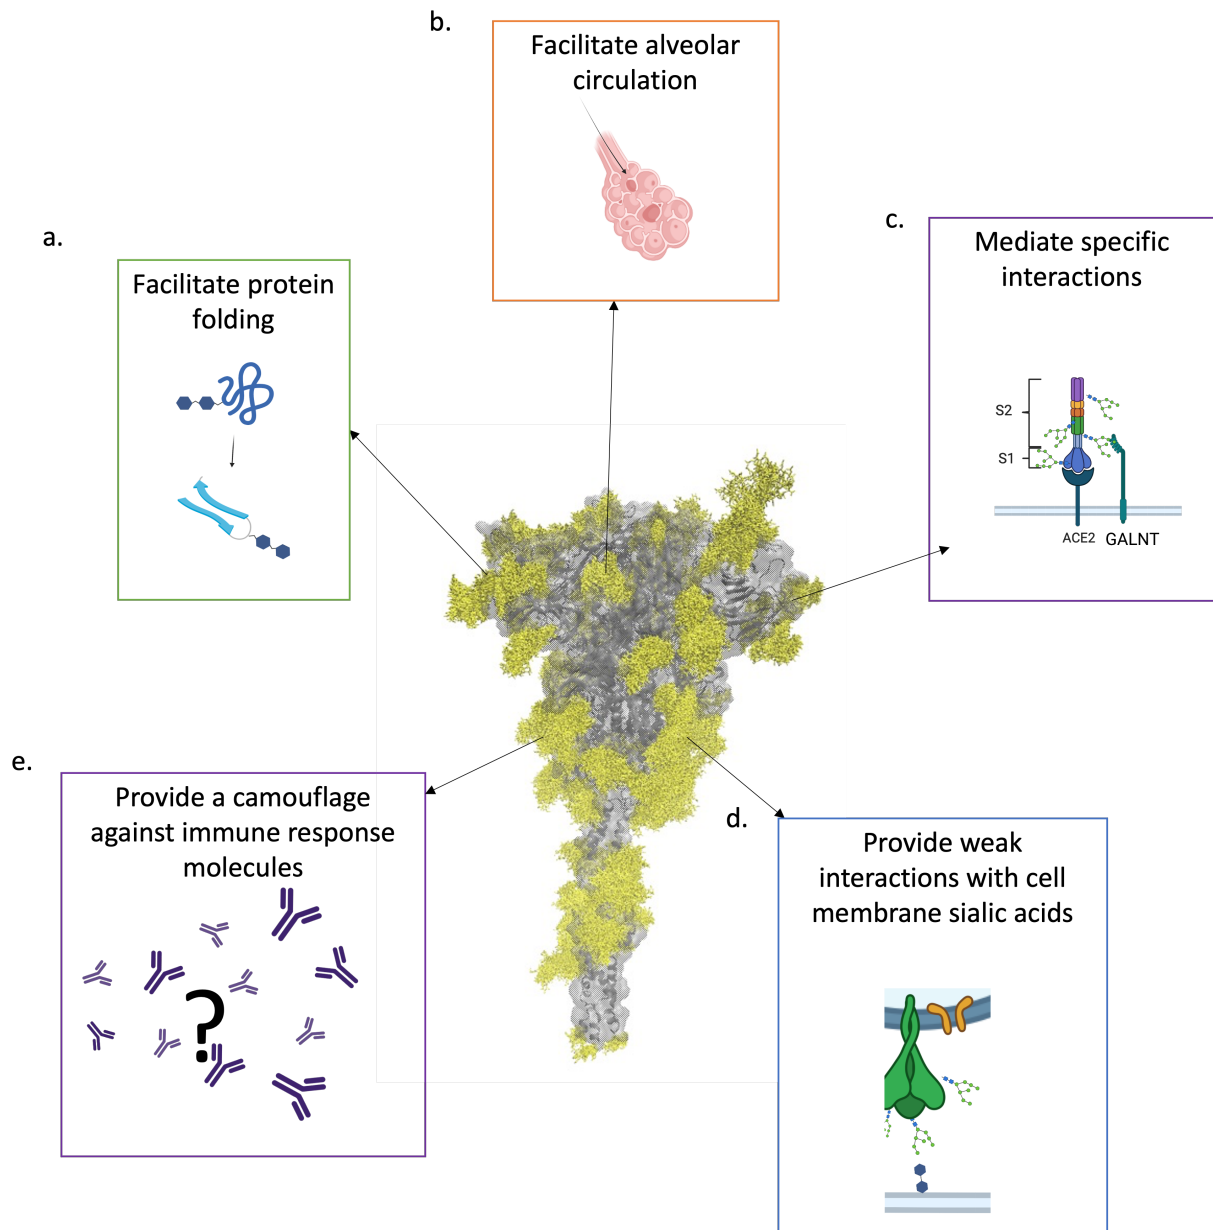 b.
Facilitate alveolar
circulation
c.
Mediate specific
interactions
S2
S1
ACE2 GALNT
a.
Facilitate protein
folding
e.
Provide a camouflage
against immune response
molecules
?
d.
Provide weak
interactions with cell
membrane sialic acids